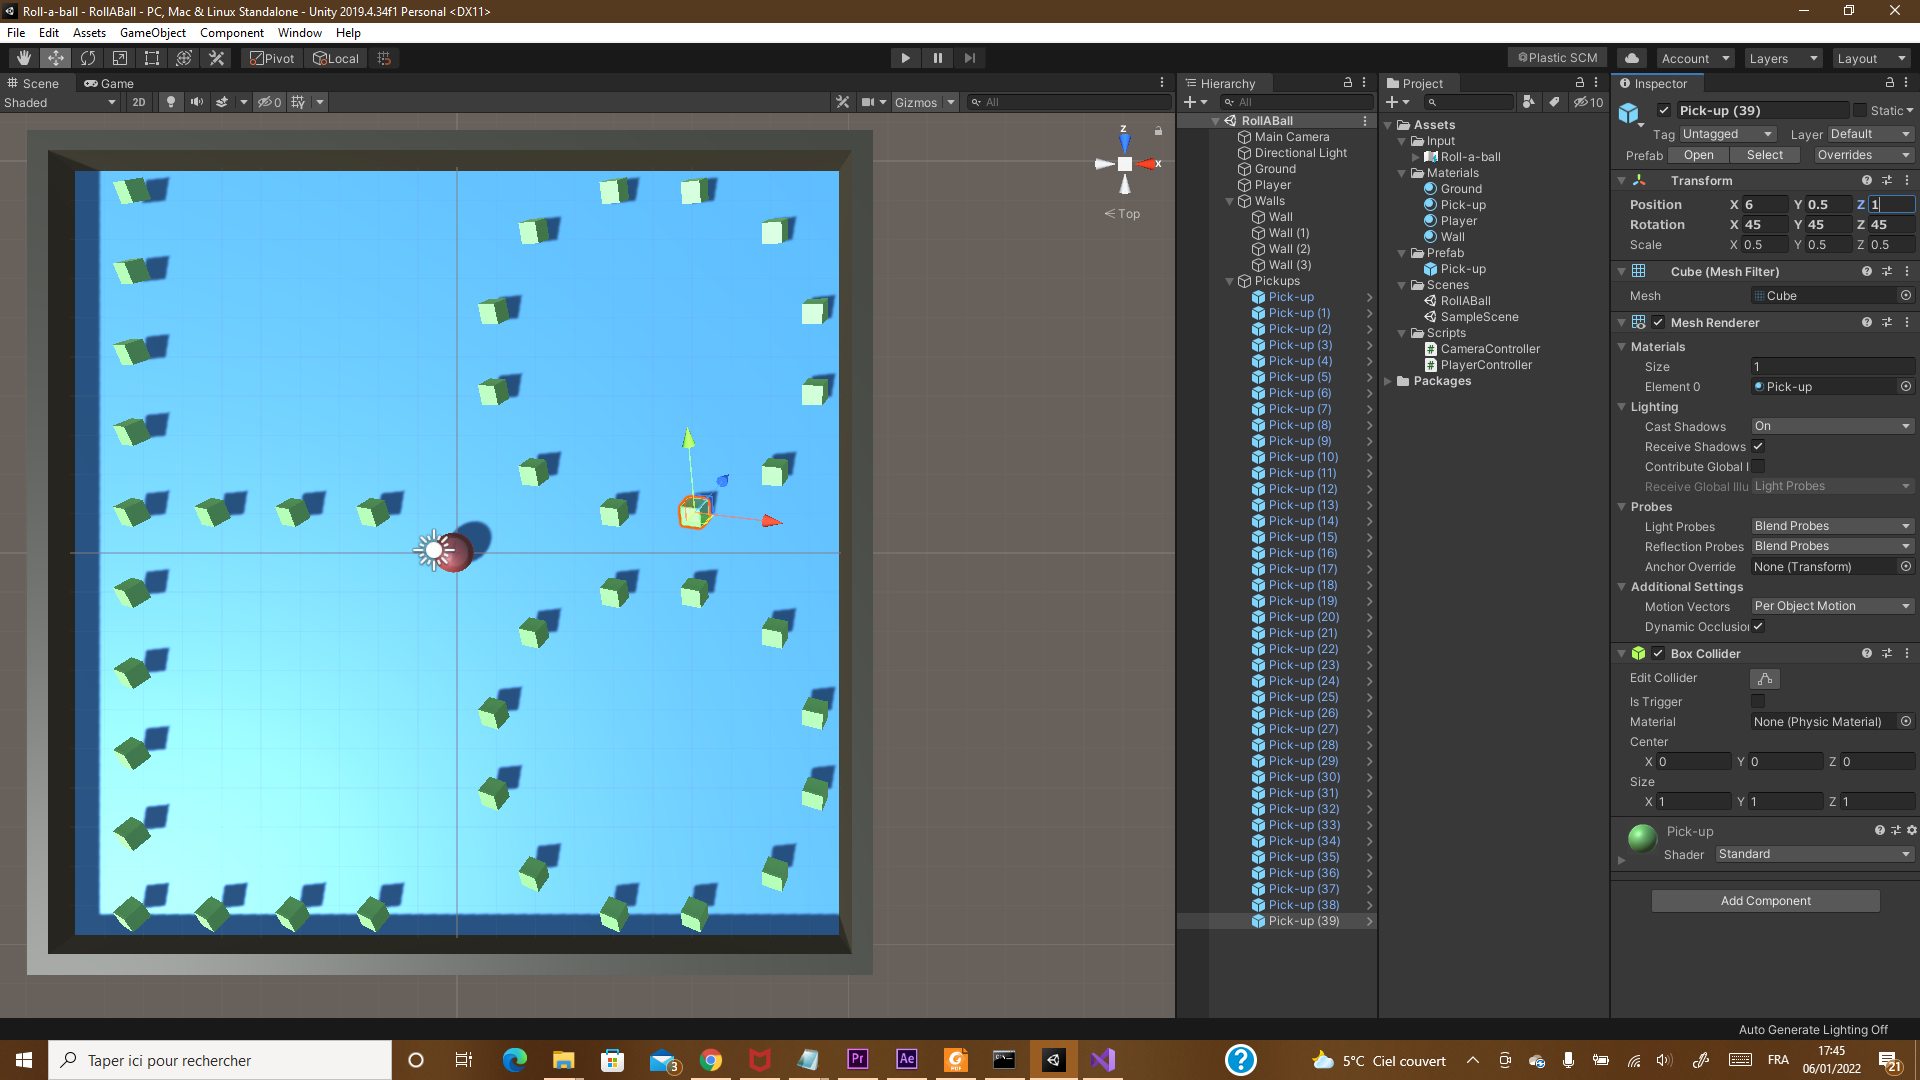 Roll-a-ball - RollABall - PC, Mac & Linux Standalone - Unity 2019.4.34f1 Personal <DX11>
File Edit Assets GameObject Component Window Help
Pivot Local Plastic SCM Account Layers Layout
Scene Game
Shaded 2D 0 Gizmos All
z
x
Top
Hierarchy
All
RollABall
Main Camera
Directional Light
Ground
Player
Walls
Wall
Wall (1)
Wall (2)
Wall (3)
Pickups
Pick-up
Pick-up (1)
Pick-up (2)
Pick-up (3)
Pick-up (4)
Pick-up (5)
Pick-up (6)
Pick-up (7)
Pick-up (8)
Pick-up (9)
Pick-up (10)
Pick-up (11)
Pick-up (12)
Pick-up (13)
Pick-up (14)
Pick-up (15)
Pick-up (16)
Pick-up (17)
Pick-up (18)
Pick-up (19)
Pick-up (20)
Pick-up (21)
Pick-up (22)
Pick-up (23)
Pick-up (24)
Pick-up (25)
Pick-up (26)
Pick-up (27)
Pick-up (28)
Pick-up (29)
Pick-up (30)
Pick-up (31)
Pick-up (32)
Pick-up (33)
Pick-up (34)
Pick-up (35)
Pick-up (36)
Pick-up (37)
Pick-up (38)
Pick-up (39)
Project
10
Assets
Input
Roll-a-ball
Materials
Ground
Pick-up
Player
Wall
Prefab
Pick-up
Scenes
RollABall
SampleScene
Scripts
CameraController
PlayerController
Packages
Inspector
Pick-up (39) Static
Tag Untagged Layer Default
Prefab Open Select Overrides
Transform
Position X 6 Y 0.5 Z 1
Rotation X 45 Y 45 Z 45
Scale X 0.5 Y 0.5 Z 0.5
Cube (Mesh Filter)
Mesh Cube
Mesh Renderer
Materials
Size 1
Element 0 Pick-up
Lighting
Cast Shadows On
Receive Shadows
Contribute Global I
Receive Global Illu Light Probes
Probes
Light Probes Blend Probes
Reflection Probes Blend Probes
Anchor Override None (Transform)
Additional Settings
Motion Vectors Per Object Motion
Dynamic Occlusion
Box Collider
Edit Collider
Is Trigger
Material None (Physic Material)
Center
X 0 Y 0 Z 0
Size
X 1 Y 1 Z 1
Pick-up
Shader Standard
Add Component
Auto Generate Lighting Off
Taper ici pour rechercher
3
Pr
Ae
PDF
5°C Ciel couvert
FRA
17:45
06/01/2022
21